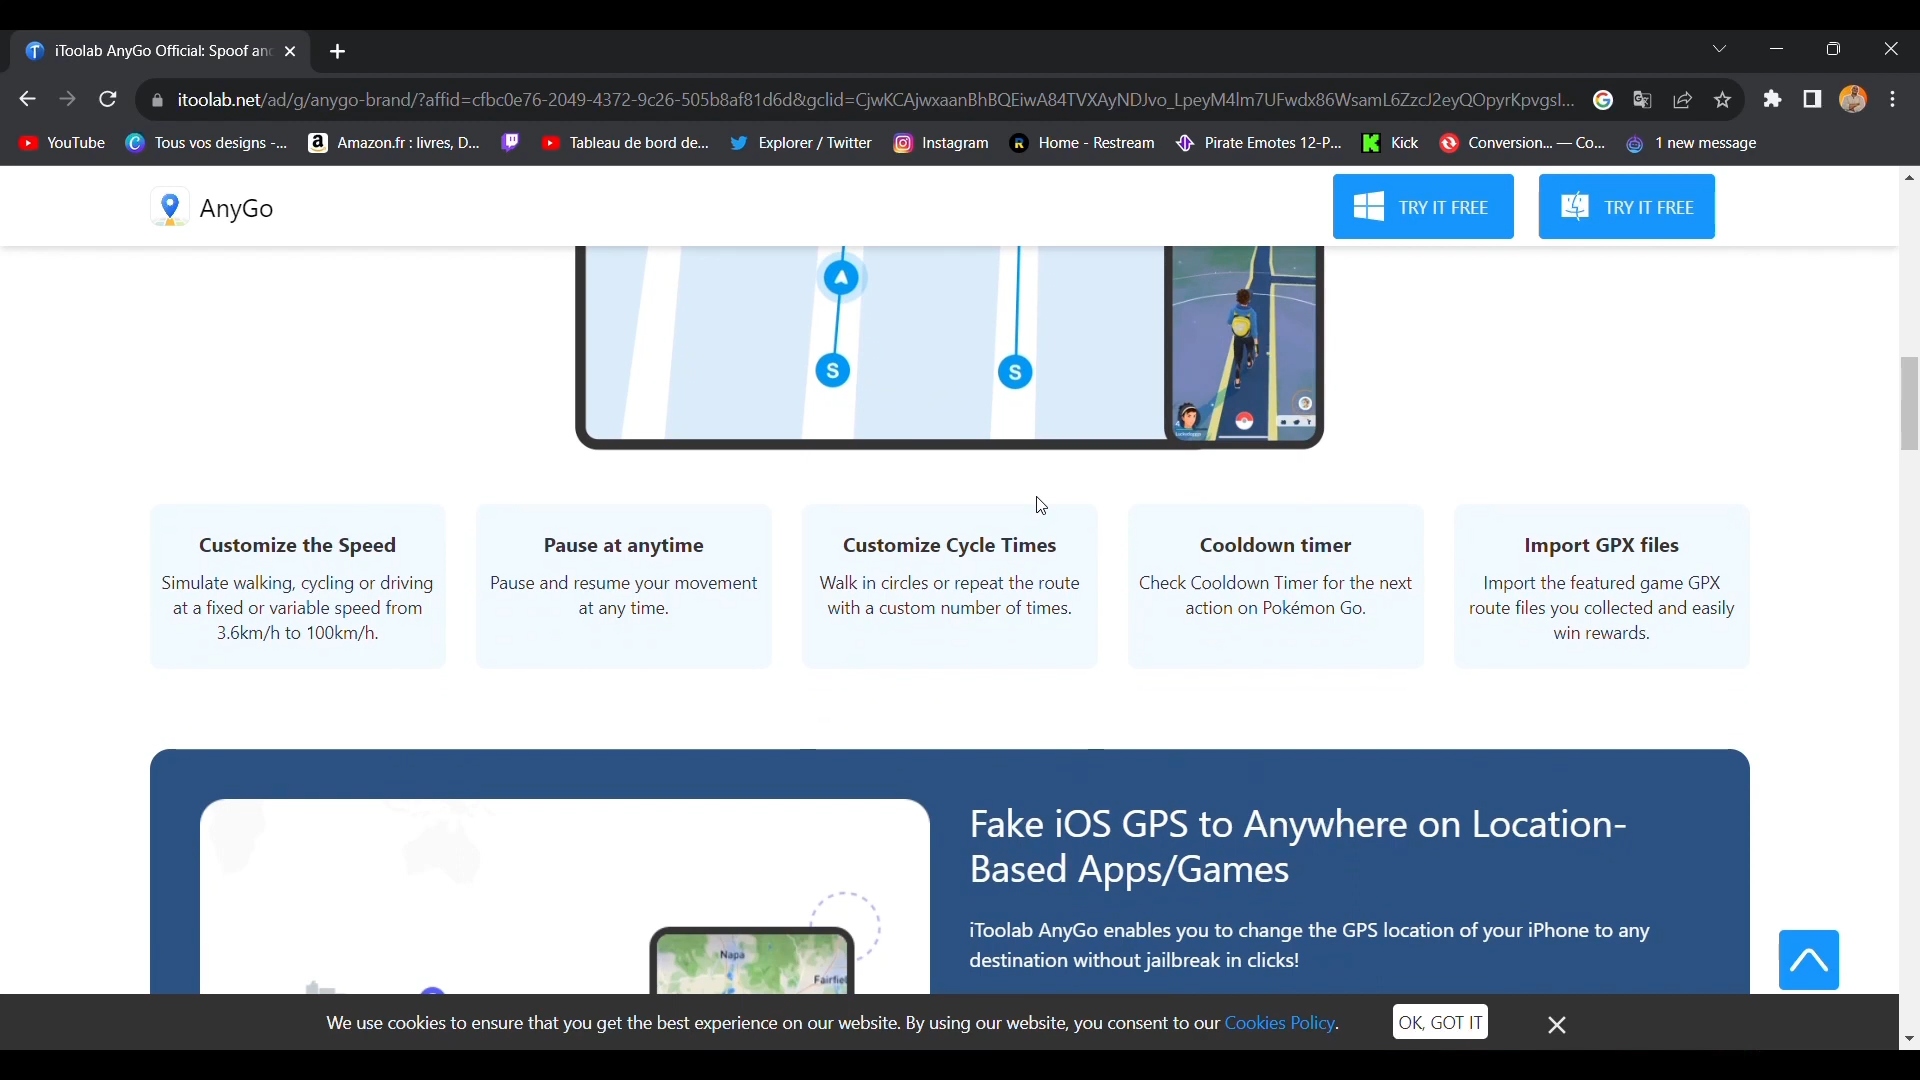 iToolab AnyGo Official: Spoof an
itoolab.net/ad/g/anygo-brand/?affid=cfbc0e76-2049-4372-9c26-505b8af81d6d&gclid=CjwKCAjwxaanBhBQEiwA84TVXAyNDJvo_LpeyM4lm7UFwdx86WsamL6ZzcJ2eyQOpyrKpvgsl...
YouTube Tous vos designs -... Amazon.fr : livres, D... Tableau de bord de... Explorer / Twitter Instagram Home - Restream Pirate Emotes 12-P... Kick Conversion... — Co... 1 new message
AnyGo
TRY IT FREE
TRY IT FREE
A
S
S
Customize the Speed
Simulate walking, cycling or driving
at a fixed or variable speed from
3.6km/h to 100km/h.
Pause at anytime
Pause and resume your movement
at any time.
Customize Cycle Times
Walk in circles or repeat the route
with a custom number of times.
Cooldown timer
Check Cooldown Timer for the next
action on Pokémon Go.
Import GPX files
Import the featured game GPX
route files you collected and easily
win rewards.
Fake iOS GPS to Anywhere on Location-
Based Apps/Games
iToolab AnyGo enables you to change the GPS location of your iPhone to any
destination without jailbreak in clicks!
Napa
Fairfiel
We use cookies to ensure that you get the best experience on our website. By using our website, you consent to our Cookies Policy.
OK, GOT IT